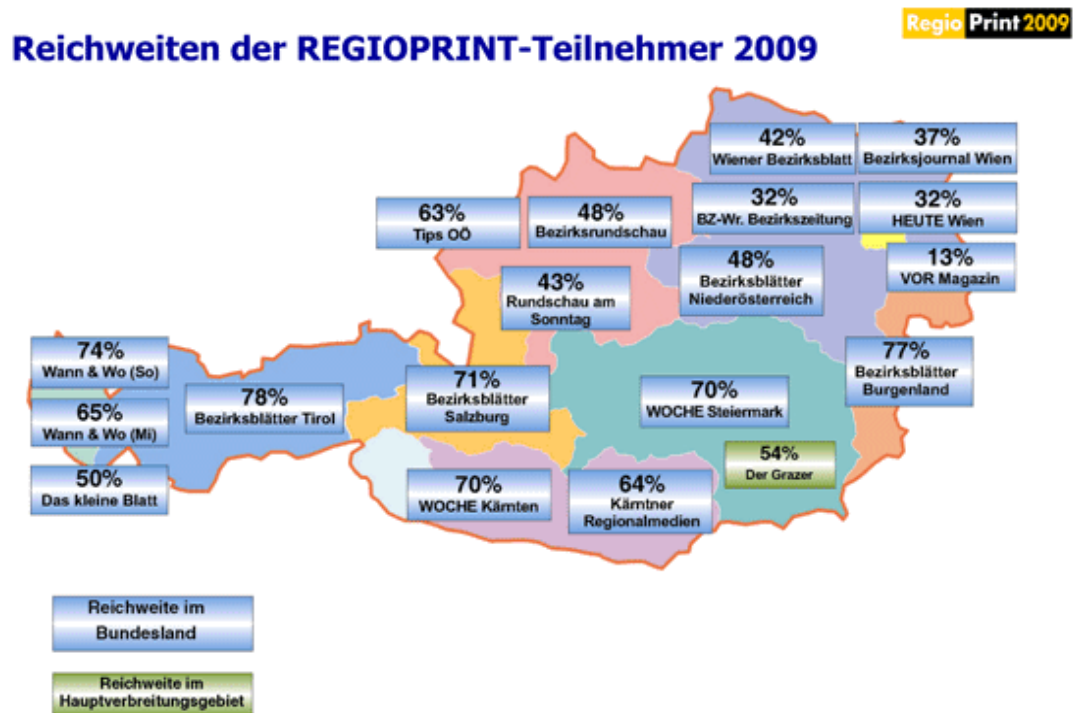 Regio Print 2009
Reichweiten der REGIOPRINT-Teilnehmer 2009
42%
Wiener Bezirksblatt
37%
Bezirksjournal Wien
63%
Tips OÖ
48%
Bezirksrundschau
32%
BZ-Wr. Bezirkszeitung
32%
HEUTE Wien
43%
Rundschau am
Sonntag
48%
Bezirksblätter
Niederösterreich
13%
VOR Magazin
74%
Wann & Wo (So)
78%
Bezirksblätter Tirol
71%
Bezirksblätter
Salzburg
70%
WOCHE Steiermark
77%
Bezirksblätter
Burgenland
65%
Wann & Wo (Mi)
50%
Das kleine Blatt
70%
WOCHE Kärnten
64%
Kärntner
Regionalmedien
54%
Der Grazer
Reichweite im
Bundesland
Reichweite im
Hauptverbreitungsgebiet